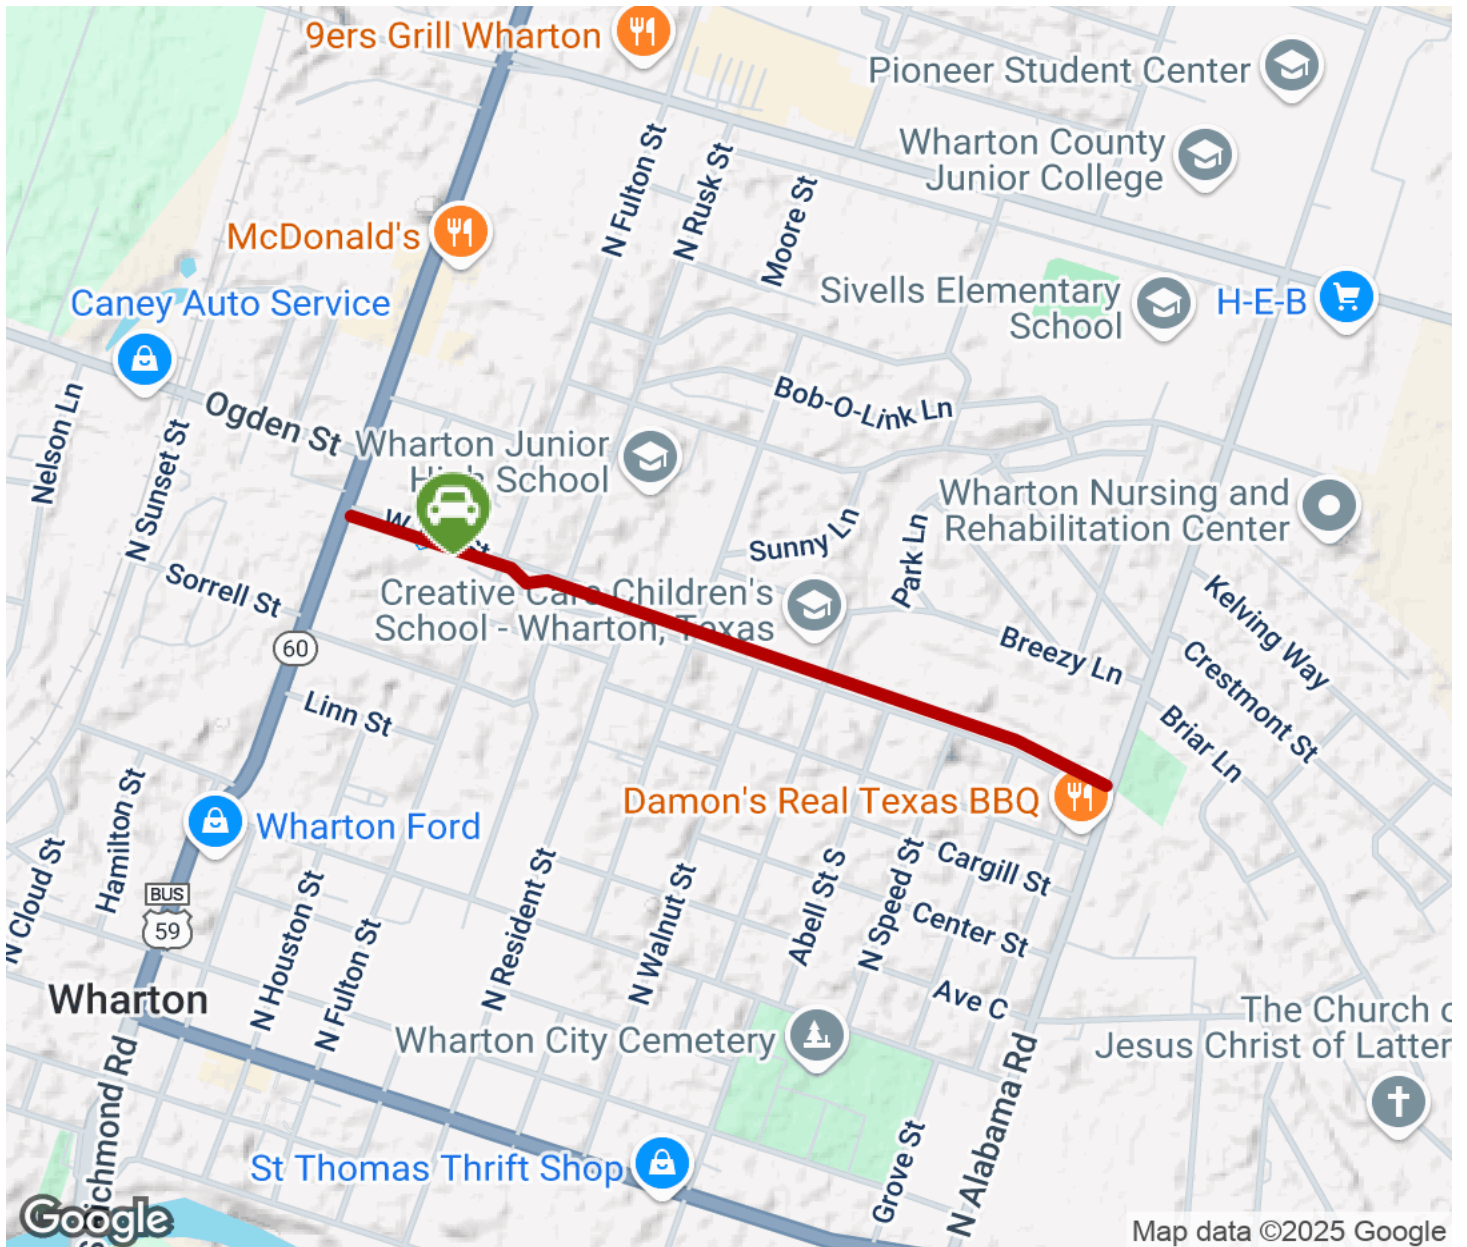 9ers Grill Wharton
Pioneer Student Center
Wharton County
Junior College
N Fulton St
N Rusk St
Moore St
McDonald's
Caney Auto Service
Sivells Elementary
School
H-E-B
Nelson Ln
Ogden St
N Sunset St
Bob-O-Link Ln
Wharton Junior
High School
Wharton Nursing and
Rehabilitation Center
Sunny Ln
Park Ln
Sorrell St
Creative Care Children's
School - Wharton, Texas
Kelving Way
Breezy Ln
Crestmont St
60
Linn St
Briar Ln
Hamilton St
Wharton Ford
Damon's Real Texas BBQ
N Cloud St
BUS
59
N Houston St
N Fulton St
N Resident St
N Walnut St
Abell St S
N Speed St
Cargill St
Center St
Ave C
Wharton
Wharton City Cemetery
The Church o
Jesus Christ of Latter
N Alabama Rd
Grove St
St Thomas Thrift Shop
Richmond Rd
Google
Map data ©2025 Google